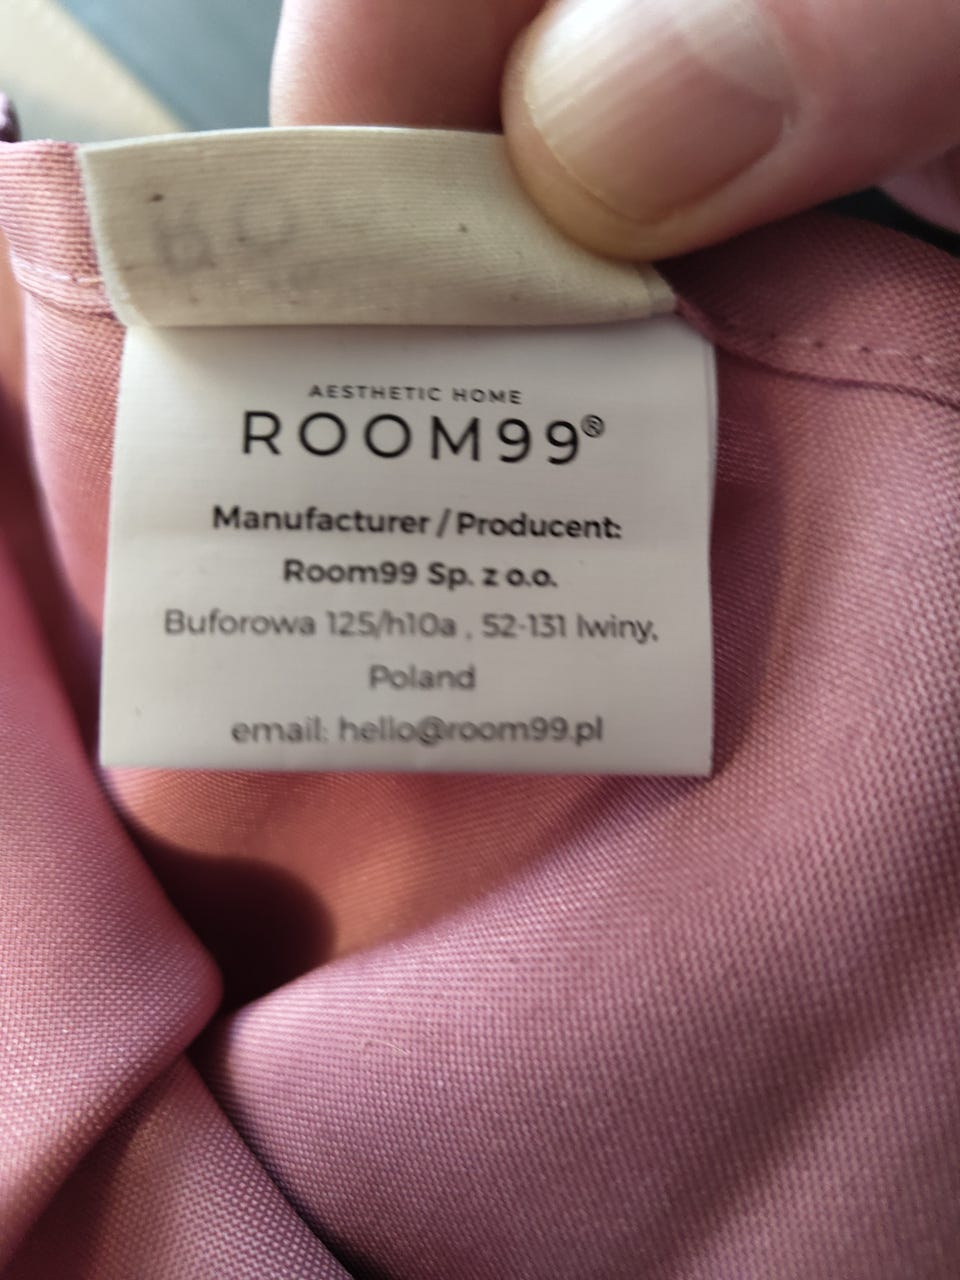 AESTHETIC HOME
ROOM99®
Manufacturer / Producent:
Room99 Sp. z o.o.
Buforowa 125/h10a , 52-131 Iwiny,
Poland
email: hello@room99.pl